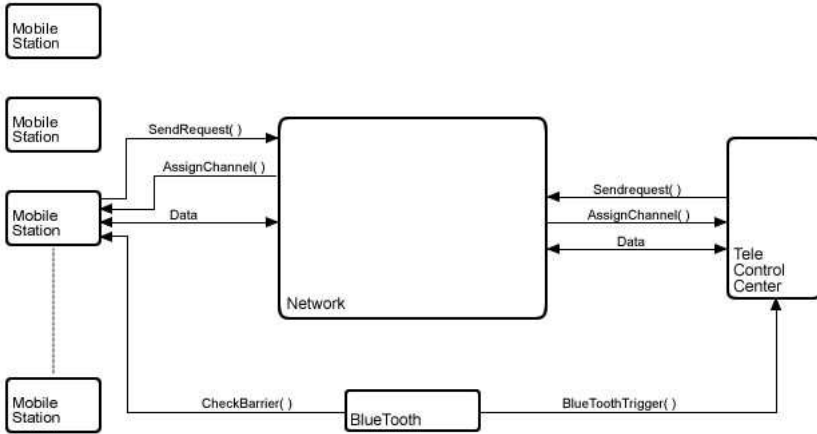 Mobile
Station
Mobile
Station
SendRequest( )
AssignChannel( )
Mobile
Station
Data
Sendrequest( )
AssignChannel( )
Data
Tele
Control
Center
Network
Mobile
Station
CheckBarrier( )
BlueTooth
BlueToothTrigger( )